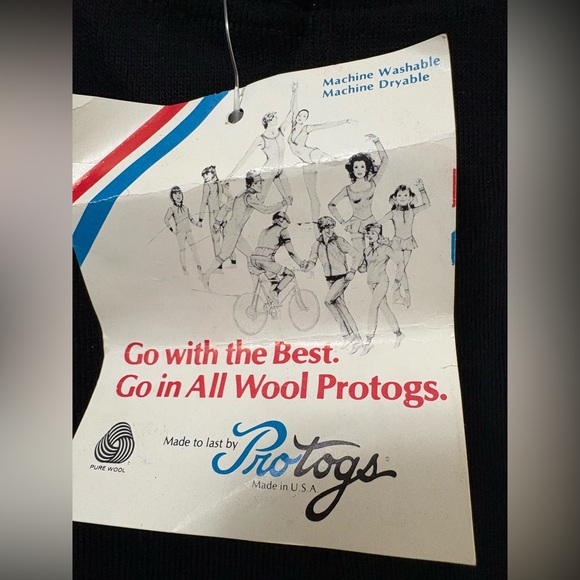 Machine Washable
Machine Dryable
Go with the Best.
Go in All Wool Protogs.
PURE WOOL
Made to last by
Protogs
Made in U.S.A.